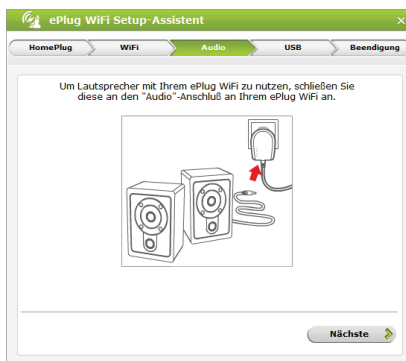 ePlug WiFi Setup-Assistent
HomePlug WiFi Audio USB Beendigung
Um Lautsprecher mit Ihrem ePlug WiFi zu nutzen, schließen Sie
diese an den "Audio"-Anschluß an Ihrem ePlug WiFi an.
Nächste